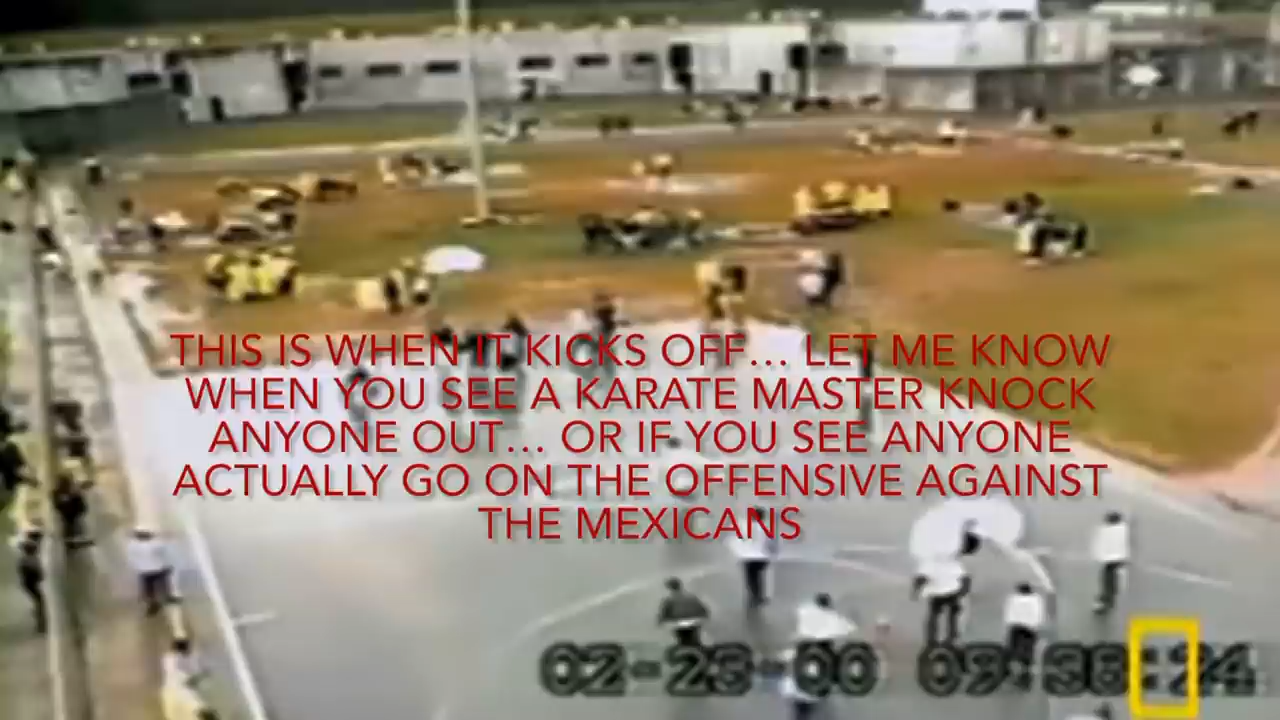 THIS IS WHEN IT KICKS OFF... LET ME KNOW
WHEN YOU SEE A KARATE MASTER KNOCK
ANYONE OUT... OR IF YOU SEE ANYONE
ACTUALLY GO ON THE OFFENSIVE AGAINST
THE MEXICANS
02-23-00 09:38:24